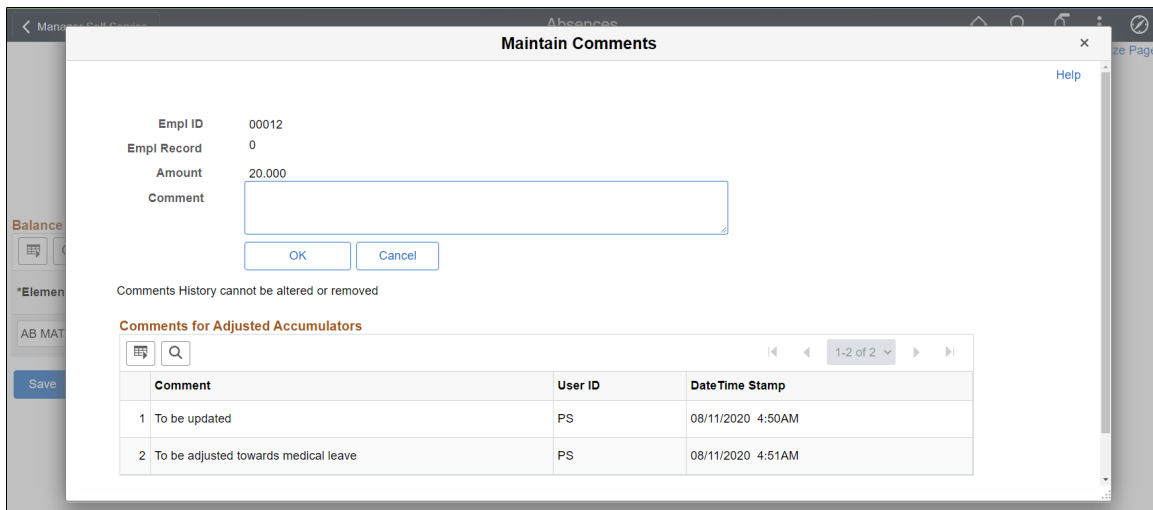 Absences
Maintain Comments
×
Help
Empl ID 00012
Empl Record 0
Amount 20.000
Comment
OK Cancel
Comments History cannot be altered or removed
Comments for Adjusted Accumulators
1-2 of 2
Comment User ID DateTime Stamp
1 To be updated PS 08/11/2020 4:50AM
2 To be adjusted towards medical leave PS 08/11/2020 4:51AM
ze Page
Balance
*Elemen
AB MAT
Save